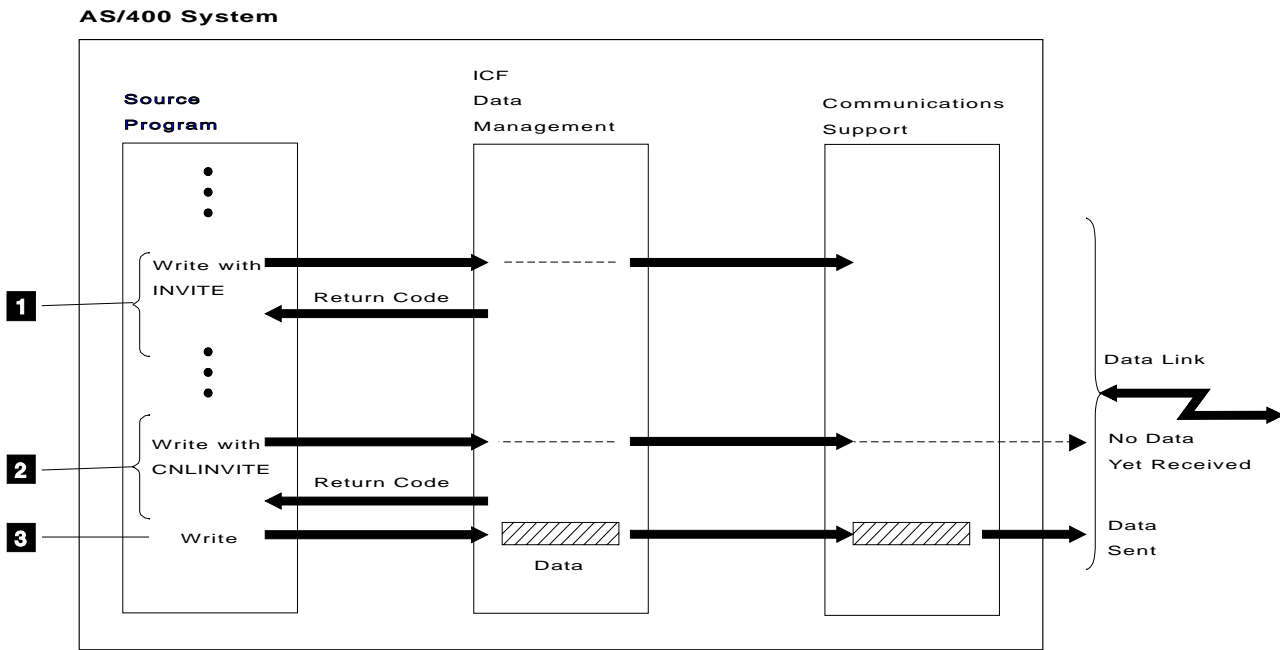 AS/400 System
Source
Program
ICF
Data
Management
Communications
Support
1
Write with
INVITE
Return Code
Data Link
2
Write with
CNLINVITE
Return Code
No Data
Yet Received
3
Write
Data
Data
Sent